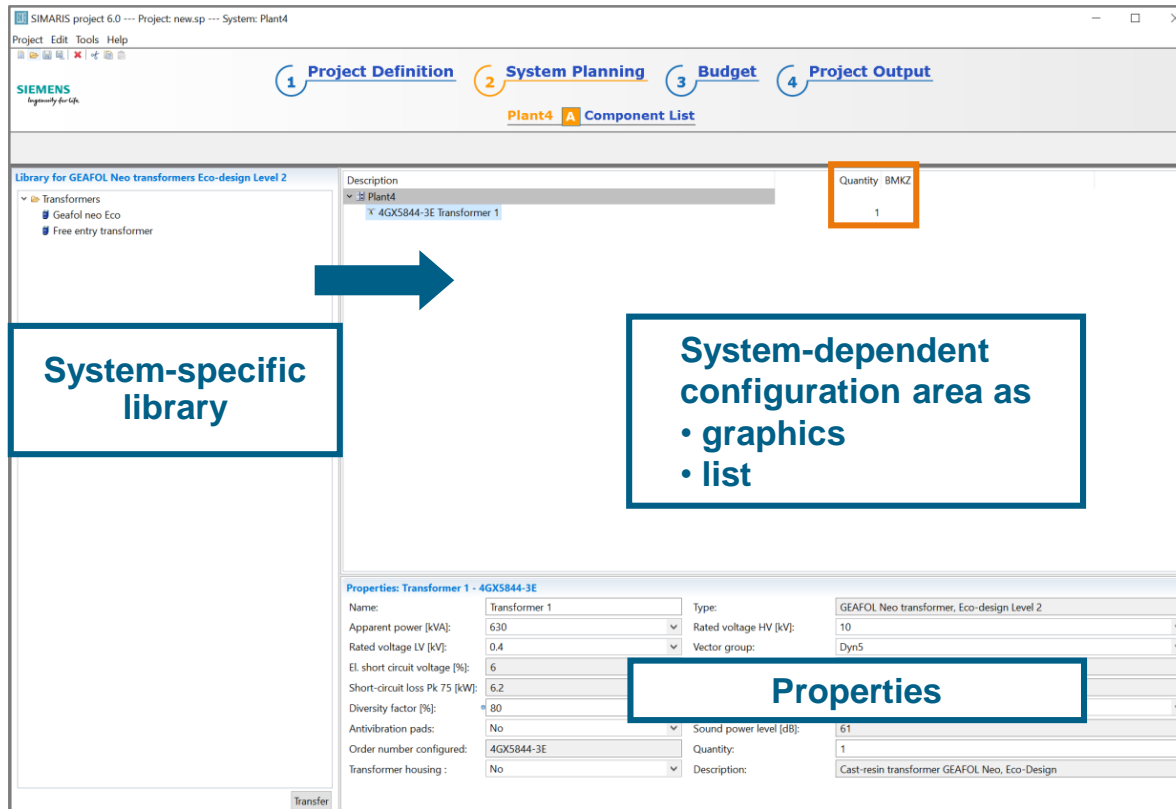 SIMARIS project 6.0 --- Project: new.sp --- System: Plant4
Project Edit Tools Help
SIEMENS
Ingenuity for life
1 Project Definition 2 System Planning 3 Budget 4 Project Output
Plant4 A Component List
Library for GEAFOL Neo transformers Eco-design Level 2
Transformers
Geafol neo Eco
Free entry transformer
Description Quantity BMKZ
Plant4
4GX5844-3E Transformer 1 1
System-specific
library
System-dependent
configuration area as
• graphics
• list
Properties: Transformer 1 - 4GX5844-3E
Name: Transformer 1 Type: GEAFOL Neo transformer, Eco-design Level 2
Apparent power [kVA]: 630 Rated voltage HV [kV]: 10
Rated voltage LV [kV]: 0.4 Vector group: Dyn5
El. short circuit voltage [%]: 6
Short-circuit loss Pk 75 [kW]: 6.2
Properties
Diversity factor [%]: 80
Antivibration pads: No Sound power level [dB]: 61
Order number configured: 4GX5844-3E Quantity: 1
Transformer housing : No Description: Cast-resin transformer GEAFOL Neo, Eco-Design
Transfer